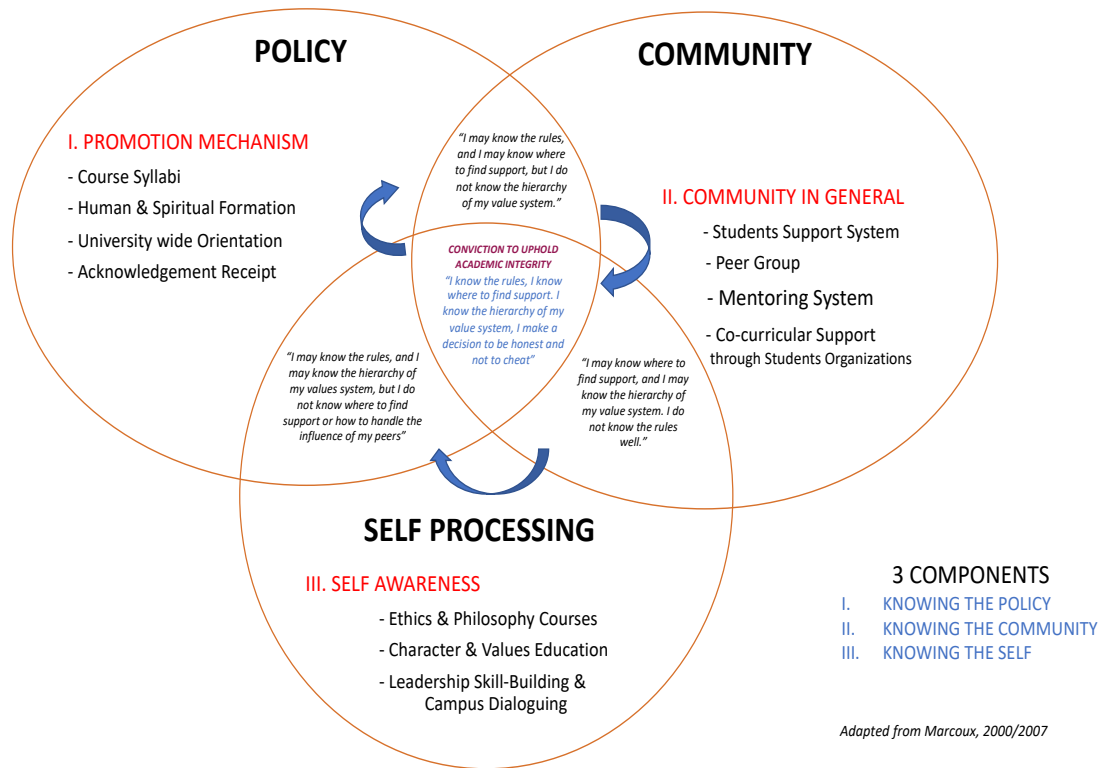 POLICY
COMMUNITY
I. PROMOTION MECHANISM
- Course Syllabi
- Human & Spiritual Formation
- University wide Orientation
- Acknowledgement Receipt
“I may know the rules,
and I may know where
to find support, but I do
not know the hierarchy
of my value system.”
II. COMMUNITY IN GENERAL
- Students Support System
- Peer Group
- Mentoring System
- Co-curricular Support
through Students Organizations
CONVICTION TO UPHOLD
ACADEMIC INTEGRITY
“I know the rules, I know
where to find support. I
know the hierarchy of my
value system, I make a
decision to be honest and
not to cheat”
“I may know the rules, and I
may know the hierarchy of
my values system, but I do
not know where to find
support or how to handle the
influence of my peers”
“I may know where to
find support, and I may
know the hierarchy of
my value system. I do
not know the rules
well.”
SELF PROCESSING
III. SELF AWARENESS
- Ethics & Philosophy Courses
- Character & Values Education
- Leadership Skill-Building &
Campus Dialoguing
3 COMPONENTS
I. KNOWING THE POLICY
II. KNOWING THE COMMUNITY
III. KNOWING THE SELF
Adapted from Marcoux, 2000/2007